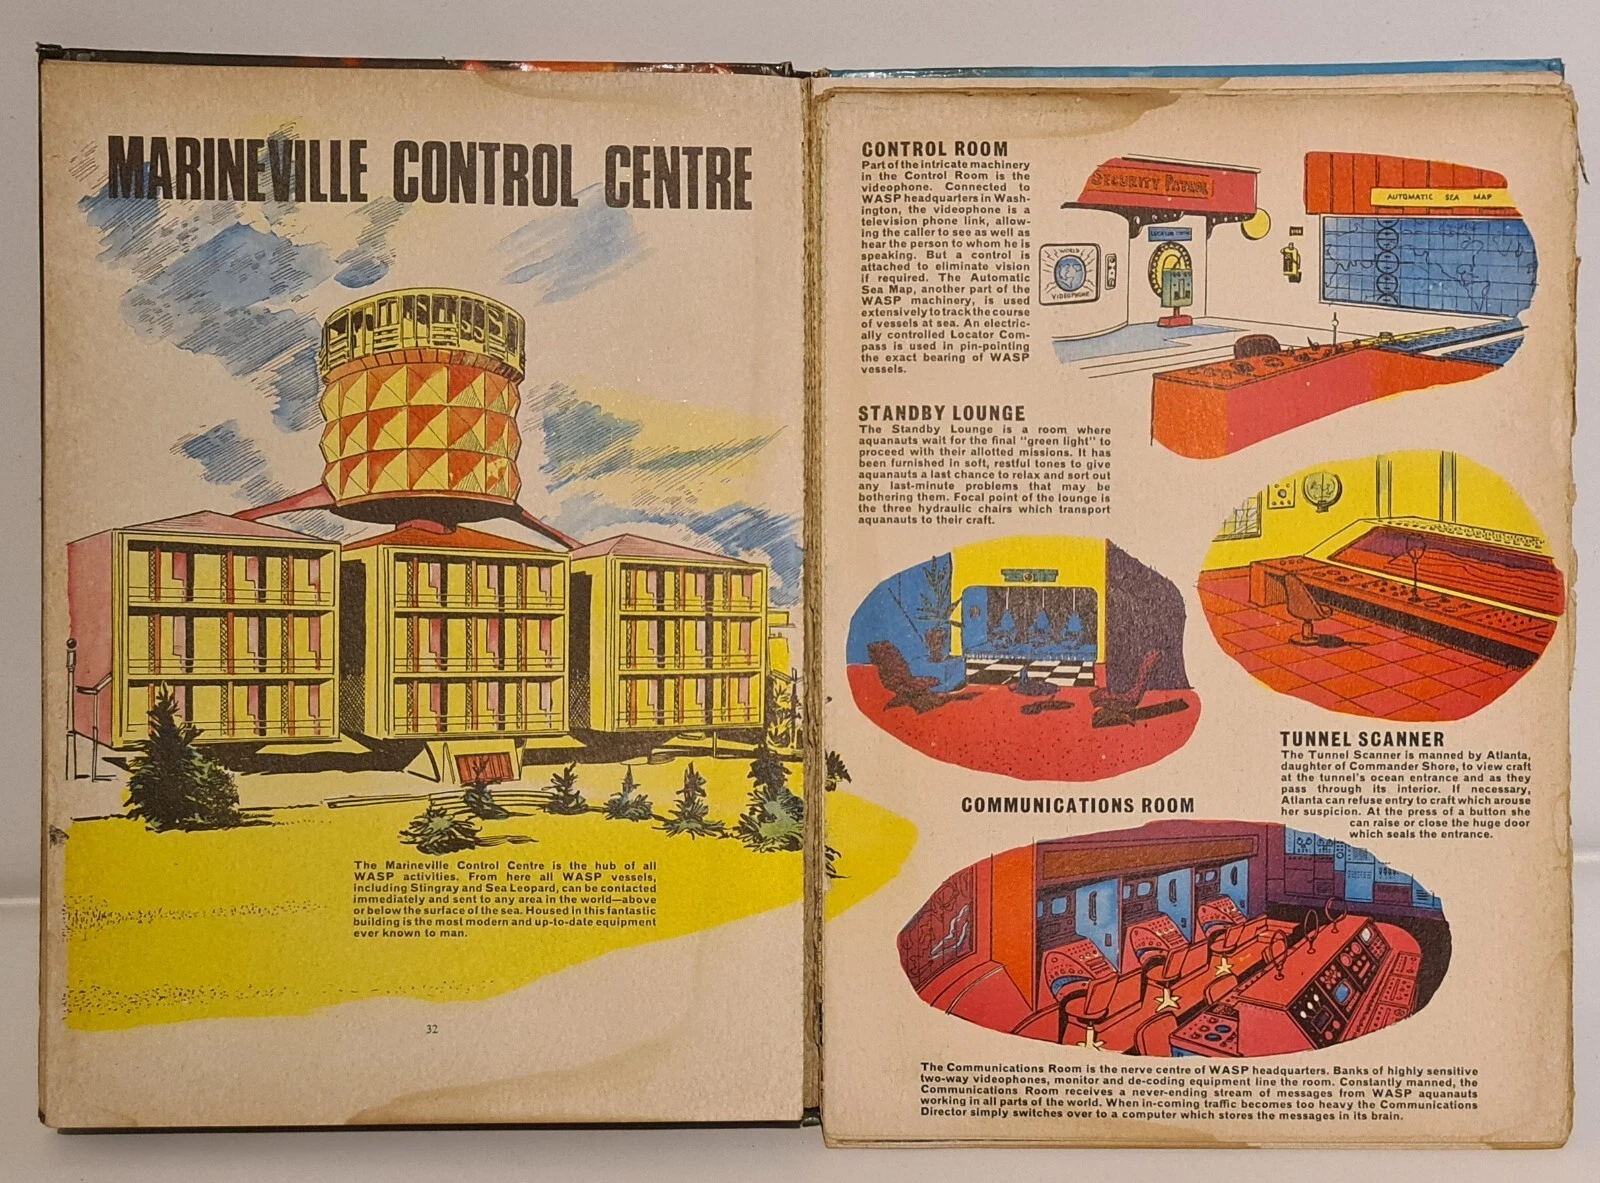 MARINEVILLE CONTROL CENTRE
The Marineville Control Centre is the hub of all
WASP activities. From here all WASP vessels,
including Stingray and Sea Leopard, can be contacted
immediately and sent to any area in the world—above
or below the surface of the sea. Housed in this fantastic
building is the most modern and up-to-date equipment
ever known to man.
32
CONTROL ROOM
Part of the intricate machinery
in the Control Room is the
videophone. Connected to
WASP headquarters in Wash-
ington, the videophone is a
television phone link, allow-
ing the caller to see as well as
hear the person to whom he is
speaking. But a control is
attached to eliminate vision
if required. The Automatic
Sea Map, another part of the
WASP machinery, is used
extensively to track the course
of vessels at sea. An electric-
ally controlled Locator Com-
pass is used in pin-pointing
the exact bearing of WASP
vessels.
SECURITY PATROL
AUTOMATIC SEA MAP
WORLD
VIDEOPHONE
STANDBY LOUNGE
The Standby Lounge is a room where
aquanauts wait for the final "green light" to
proceed with their allotted missions. It has
been furnished in soft, restful tones to give
aquanauts a last chance to relax and sort out
any last-minute problems that may be
bothering them. Focal point of the lounge is
the three hydraulic chairs which transport
aquanauts to their craft.
TUNNEL SCANNER
The Tunnel Scanner is manned by Atlanta,
daughter of Commander Shore, to view craft
at the tunnel's ocean entrance and as they
pass through its interior. If necessary,
Atlanta can refuse entry to craft which arouse
her suspicion. At the press of a button she
can raise or close the huge door
which seals the entrance.
COMMUNICATIONS ROOM
The Communications Room is the nerve centre of WASP headquarters. Banks of highly sensitive
two-way videophones, monitor and de-coding equipment line the room. Constantly manned, the
Communications Room receives a never-ending stream of messages from WASP aquanauts
working in all parts of the world. When in-coming traffic becomes too heavy the Communications
Director simply switches over to a computer which stores the messages in its brain.